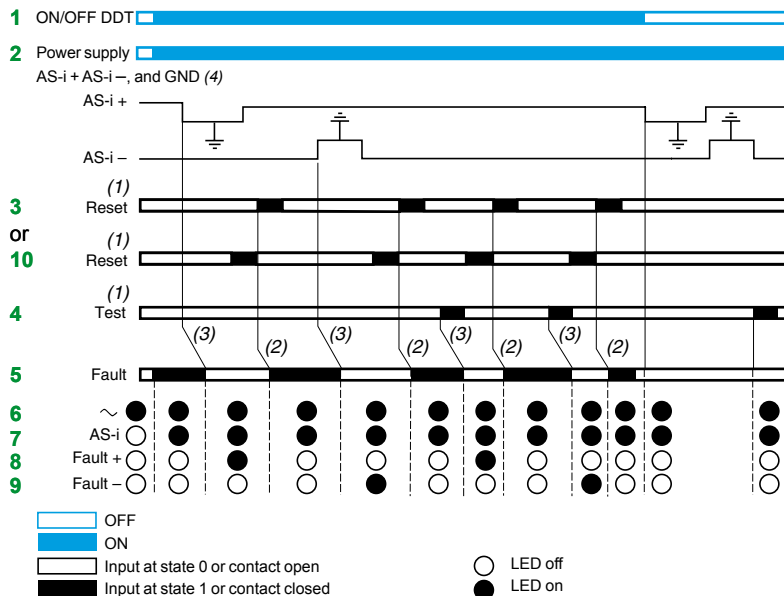 1 ON/OFF DDT
2 Power supply
AS-i + AS-i –, and GND (4)
AS-i +
AS-i –
(1)
3 Reset
or
(1)
10 Reset
(1)
4 Test
(3) (2) (3) (2) (3) (2) (3) (2)
5 Fault
6 ~
7 AS-i
8 Fault +
9 Fault –
OFF
ON
Input at state 0 or contact open
LED off
Input at state 1 or contact closed
LED on